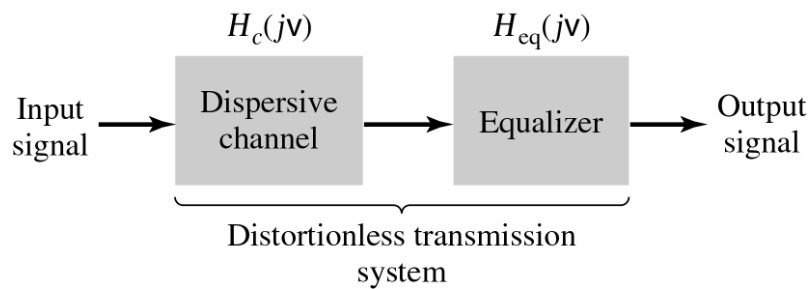 H_c(jv)
H_eq(jv)
Input
signal
Dispersive
channel
Equalizer
Output
signal
Distortionless transmission
system